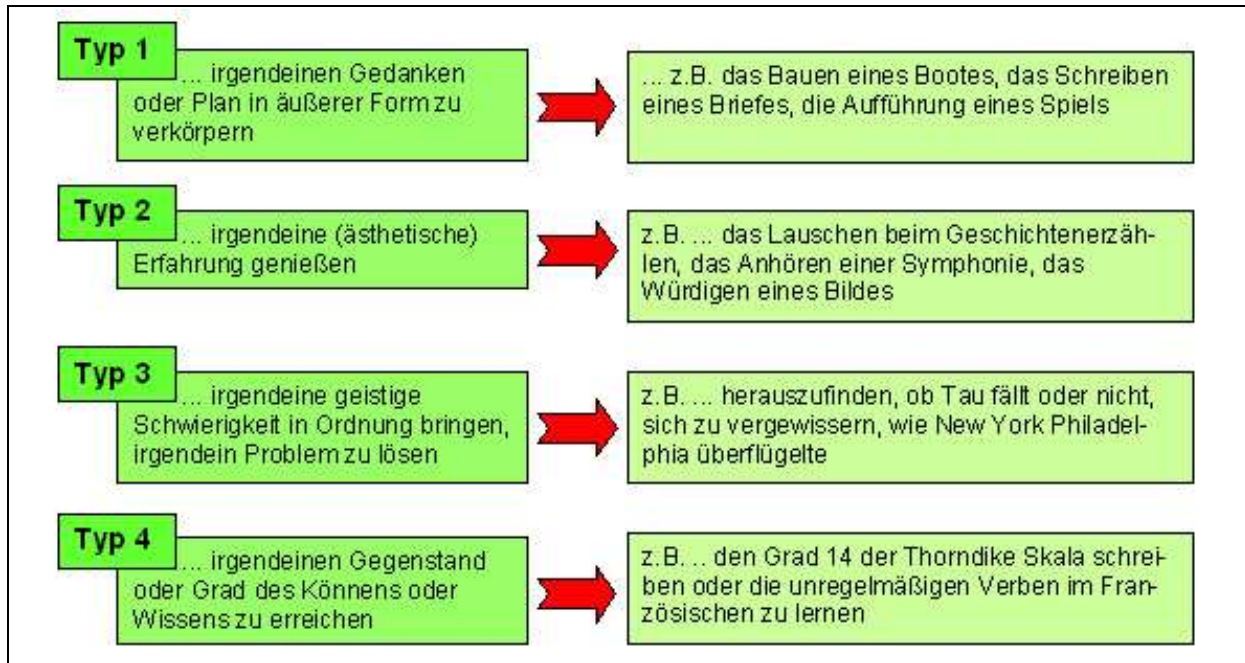 Typ 1
... irgendeinen Gedanken
oder Plan in äußerer Form zu
verkörpern
... z.B. das Bauen eines Bootes, das Schreiben
eines Briefes, die Aufführung eines Spiels
Typ 2
... irgendeine (ästhetische)
Erfahrung genießen
z.B. ... das Lauschen beim Geschichtenerzäh-
len, das Anhören einer Symphonie, das
Würdigen eines Bildes
Typ 3
... irgendeine geistige
Schwierigkeit in Ordnung bringen,
irgendein Problem zu lösen
z.B. ... herauszufinden, ob Tau fällt oder nicht,
sich zu vergewissern, wie New York Philadel-
phia überflügelte
Typ 4
... irgendeinen Gegenstand
oder Grad des Könnens oder
Wissens zu erreichen
z.B. ... den Grad 14 der Thorndike Skala schrei-
ben oder die unregelmäßigen Verben im Fran-
zösischen zu lernen